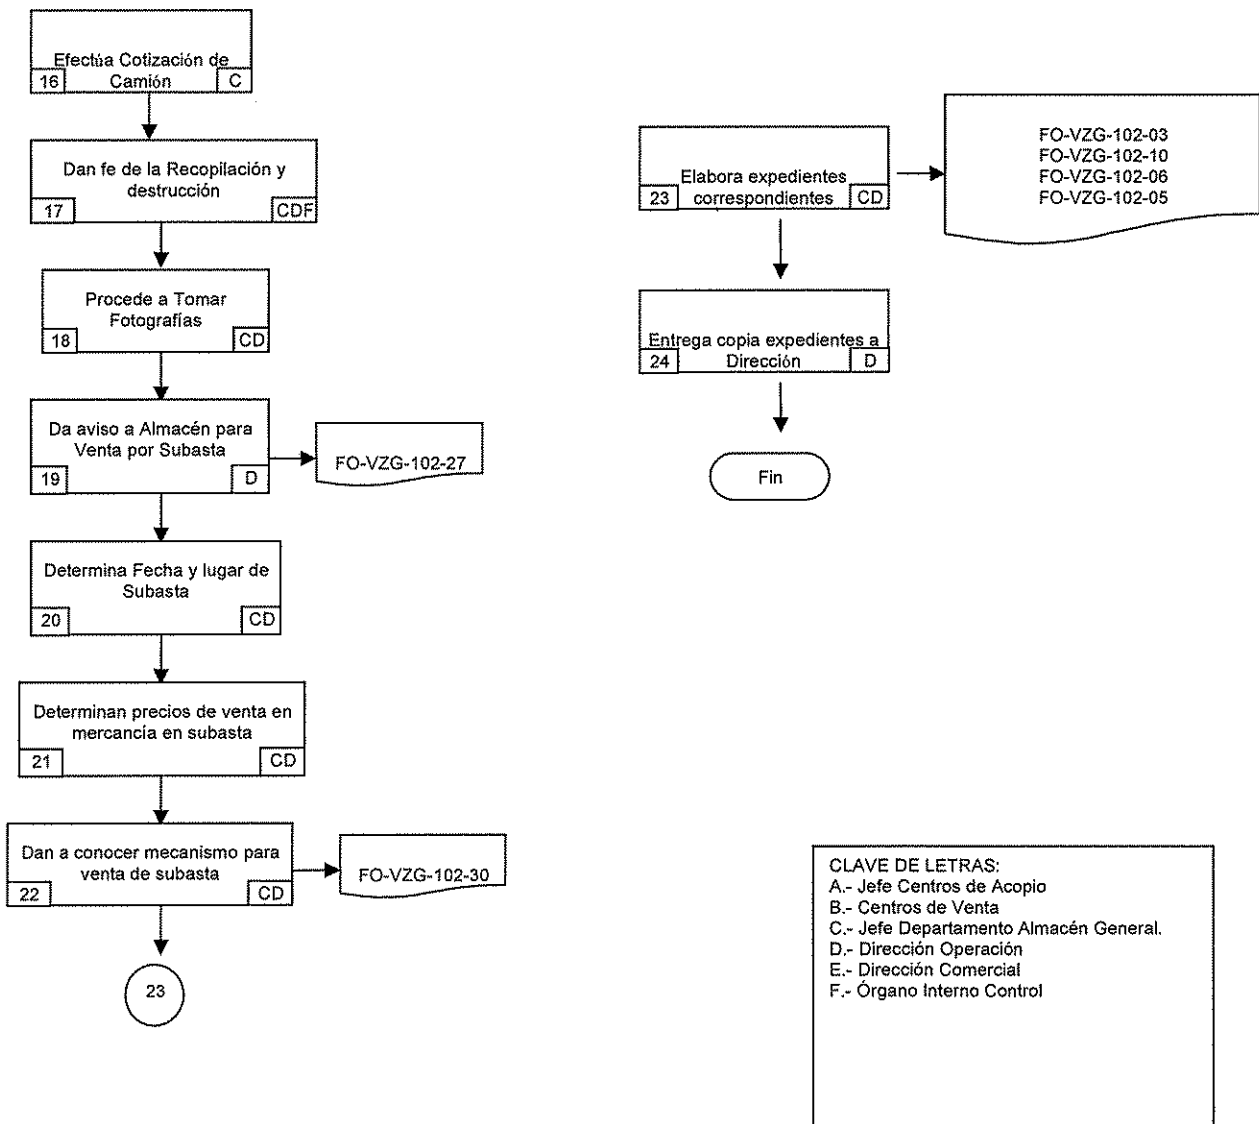 Efectúa Cotización de
Camión
16
C
Dan fe de la Recopilación y
destrucción
17
CDF
Procede a Tomar
Fotografías
18
CD
Da aviso a Almacén para
Venta por Subasta
19
D
FO-VZG-102-27
Determina Fecha y lugar de
Subasta
20
CD
Determinan precios de venta en
mercancía en subasta
21
CD
Dan a conocer mecanismo para
venta de subasta
22
CD
FO-VZG-102-30
23
Elabora expedientes
correspondientes
23
CD
FO-VZG-102-03
FO-VZG-102-10
FO-VZG-102-06
FO-VZG-102-05
Entrega copia expedientes a
Dirección
24
D
Fin
CLAVE DE LETRAS:
A.- Jefe Centros de Acopio
B.- Centros de Venta
C.- Jefe Departamento Almacén General.
D.- Dirección Operación
E.- Dirección Comercial
F.- Órgano Interno Control